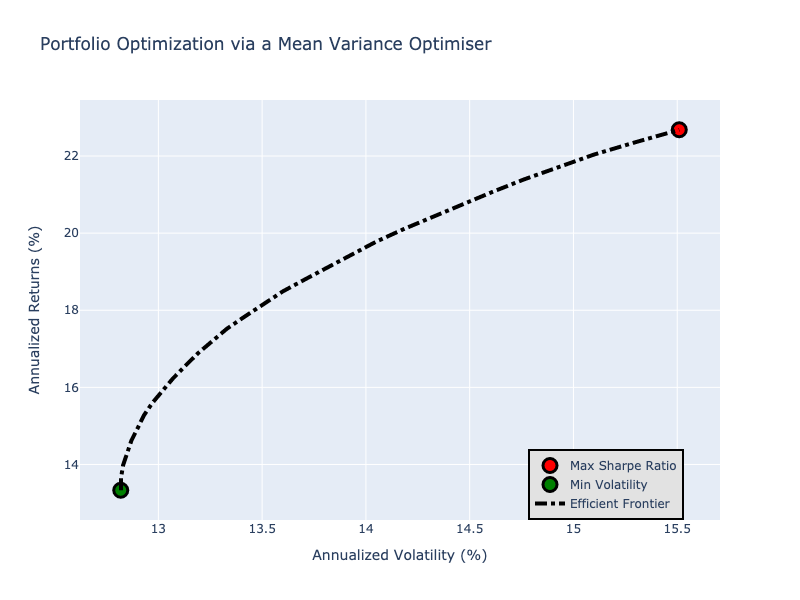 Portfolio Optimization via a Mean Variance Optimiser
Annualized Returns (%)
22
20
18
16
14
13
13.5
14
14.5
15
15.5
Annualized Volatility (%)
Max Sharpe Ratio
Min Volatility
Efficient Frontier